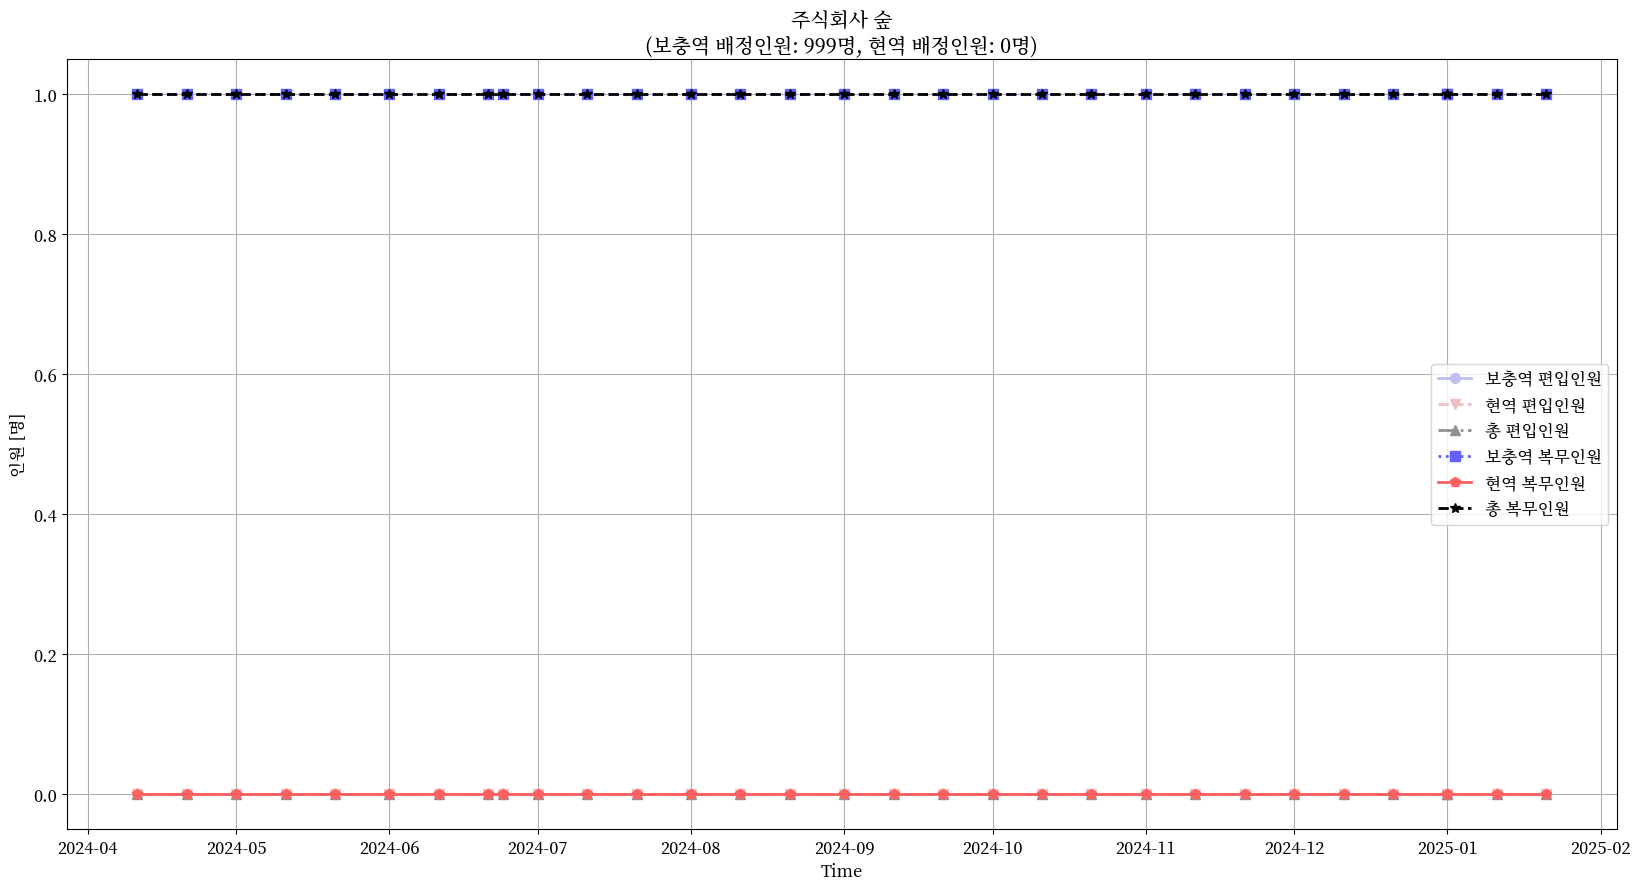 주식회사 숲
(보충역 배정인원: 999명, 현역 배정인원: 0명)
인원 [명]
1.0
0.8
0.6
0.4
0.2
0.0
보충역 편입인원
현역 편입인원
총 편입인원
보충역 복무인원
현역 복무인원
총 복무인원
2024-04 2024-05 2024-06 2024-07 2024-08 2024-09 2024-10 2024-11 2024-12 2025-01 2025-02
Time